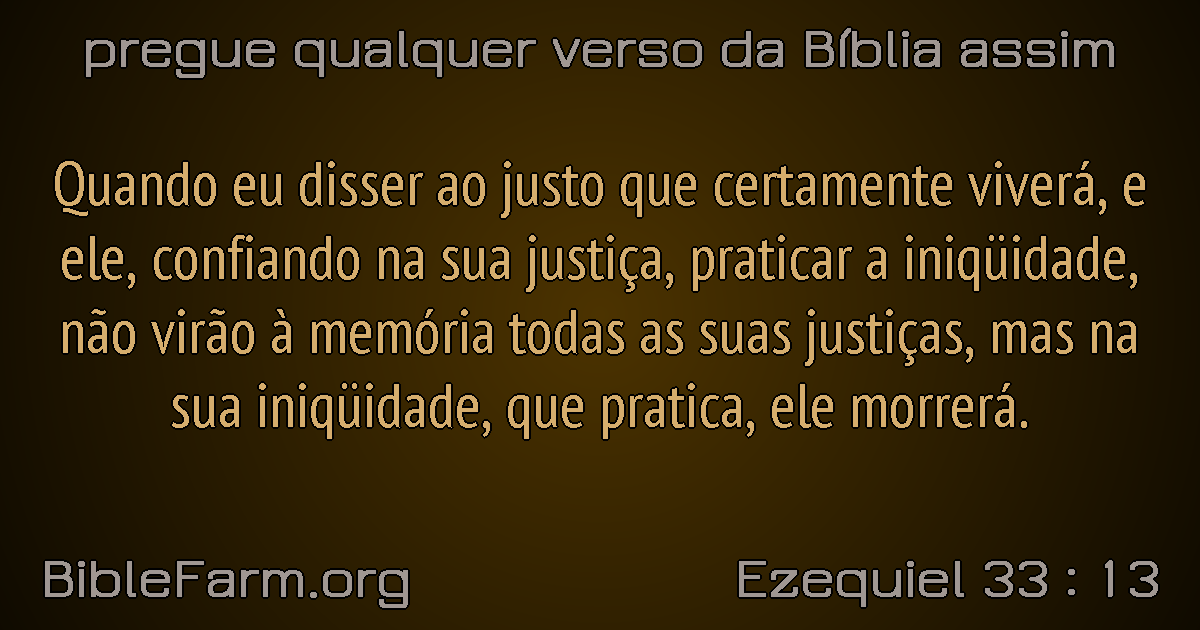 pregue qualquer verso da Bíblia assim
Quando eu disser ao justo que certamente viverá, e
ele, confiando na sua justiça, praticar a iniqüidade,
não virão à memória todas as suas justiças, mas na
sua iniqüidade, que pratica, ele morrerá.
BibleFarm.org
Ezequiel 33 : 13